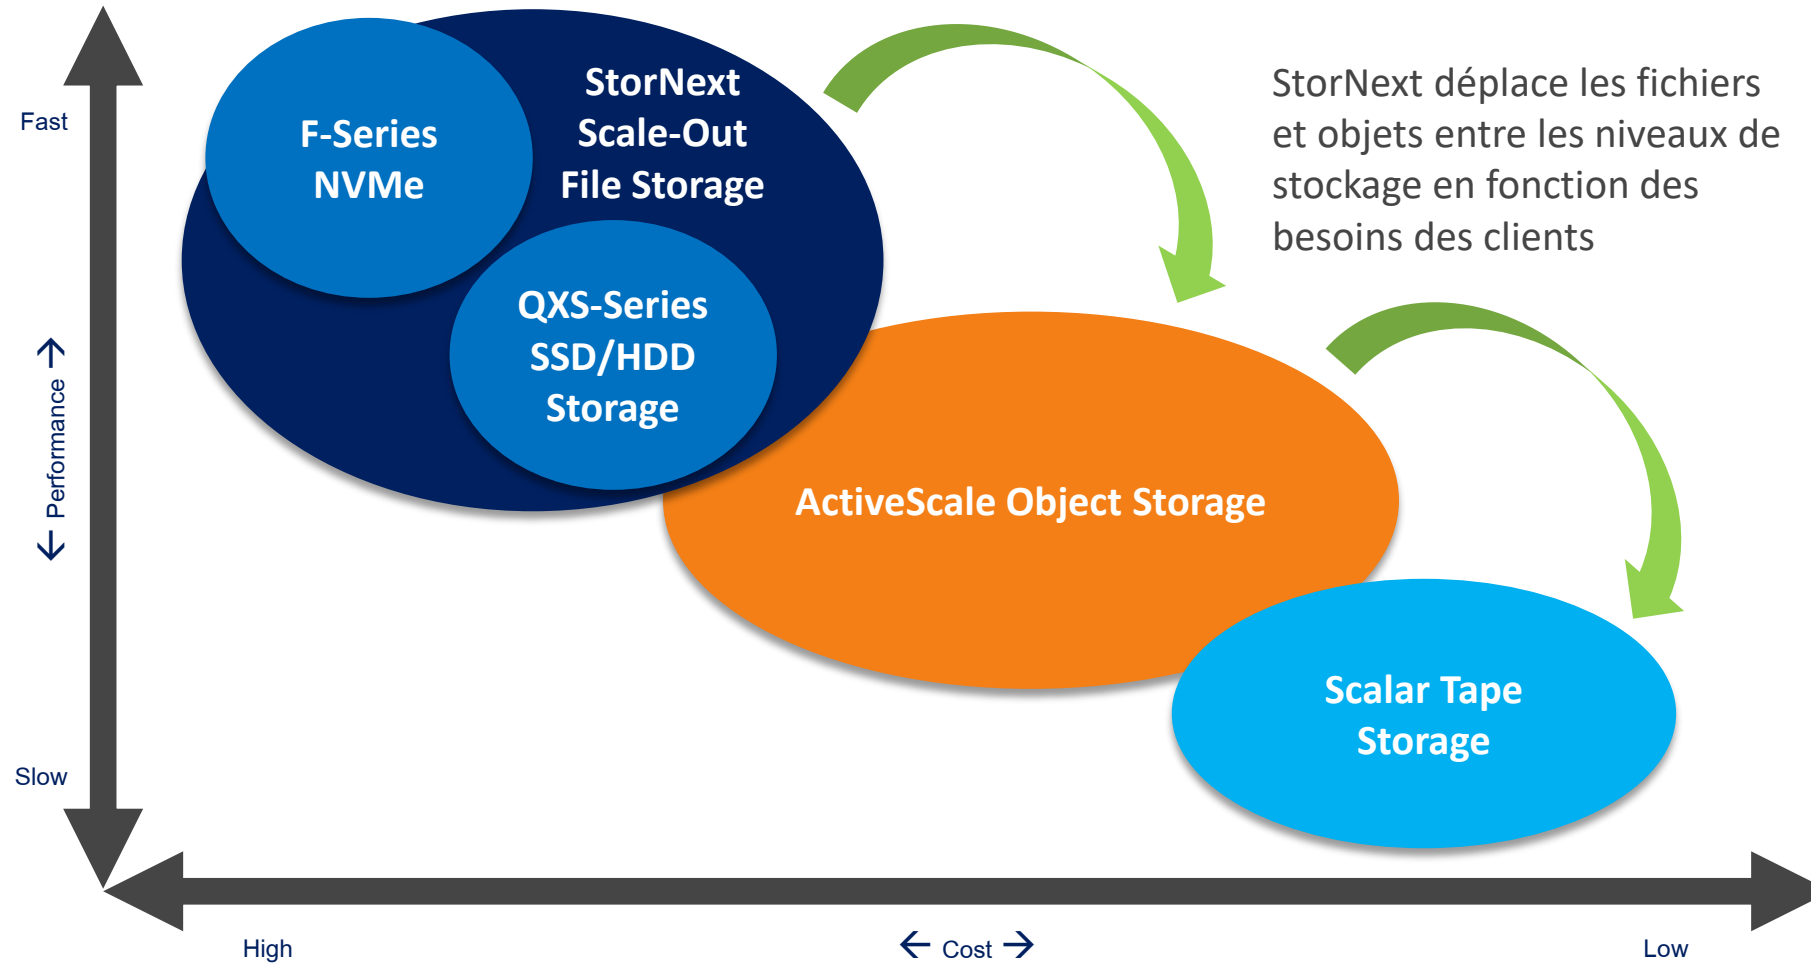 StorNext
Scale-Out
File Storage
F-Series
NVMe
QXS-Series
SSD/HDD
Storage
StorNext déplace les fichiers
et objets entre les niveaux de
stockage en fonction des
besoins des clients
ActiveScale Object Storage
Scalar Tape
Storage
Fast
← Performance →
Slow
High
← Cost →
Low